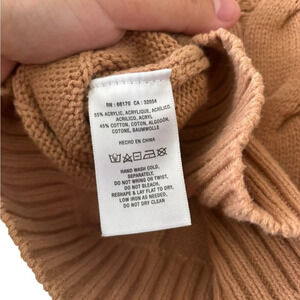 RN : 66170 CA : 32054
55% ACRYLIC, ACRYLIQUE, ACRILICO,
ACRILICO, ACRYL
45% COTTON, COTON, ALGODÓN,
COTONE, BAUMWOLLE
HECHO EN CHINA
HAND WASH COLD,
SEPARATELY.
DO NOT WRING OR TWIST.
DO NOT BLEACH.
RESHAPE & LAY FLAT TO DRY.
LOW IRON AS NEEDED.
DO NOT DRY CLEAN